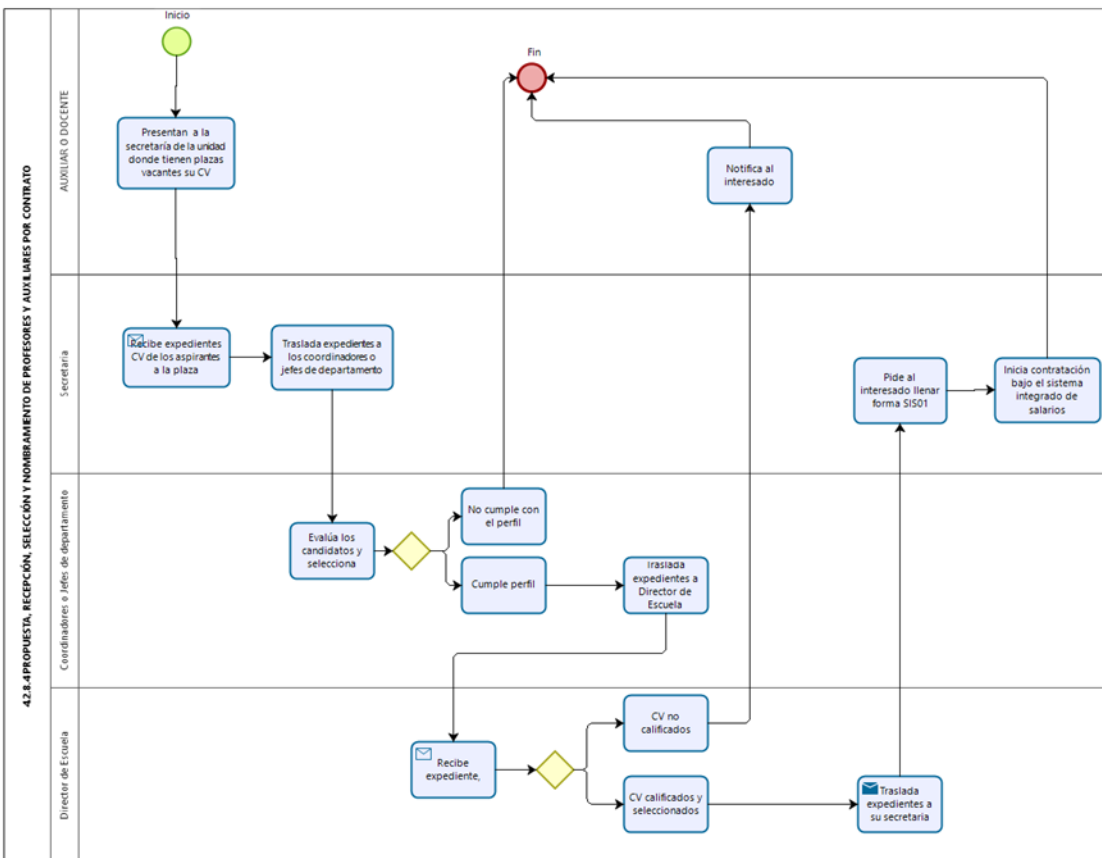 4.2.8.4 PROPUESTA, RECEPCIÓN, SELECCIÓN Y NOMBRAMIENTO DE PROFESORES Y AUXILIARES POR CONTRATO
AUXILIAR O DOCENTE
Inicio
Fin
Presentan a la
secretaría de la unidad
donde tienen plazas
vacantes su CV
Notifica al
interesado
Secretaria
Recibe expedientes
CV de los aspirantes
a la plaza
Traslada expedientes a
los coordinadores o
jefes de departamento
Pide al
interesado llenar
forma SIS01
Inicia contratación
bajo el sistema
integrado de
salarios
Coordinadores o Jefes de departamento
Evalúa los
candidatos y
selecciona
No cumple con
el perfil
Cumple perfil
Traslada
expedientes a
Director de
Escuela
Director de Escuela
Recibe
expediente,
CV no
calificados
CV calificados y
seleccionados
Traslada
expedientes a
su secretaria